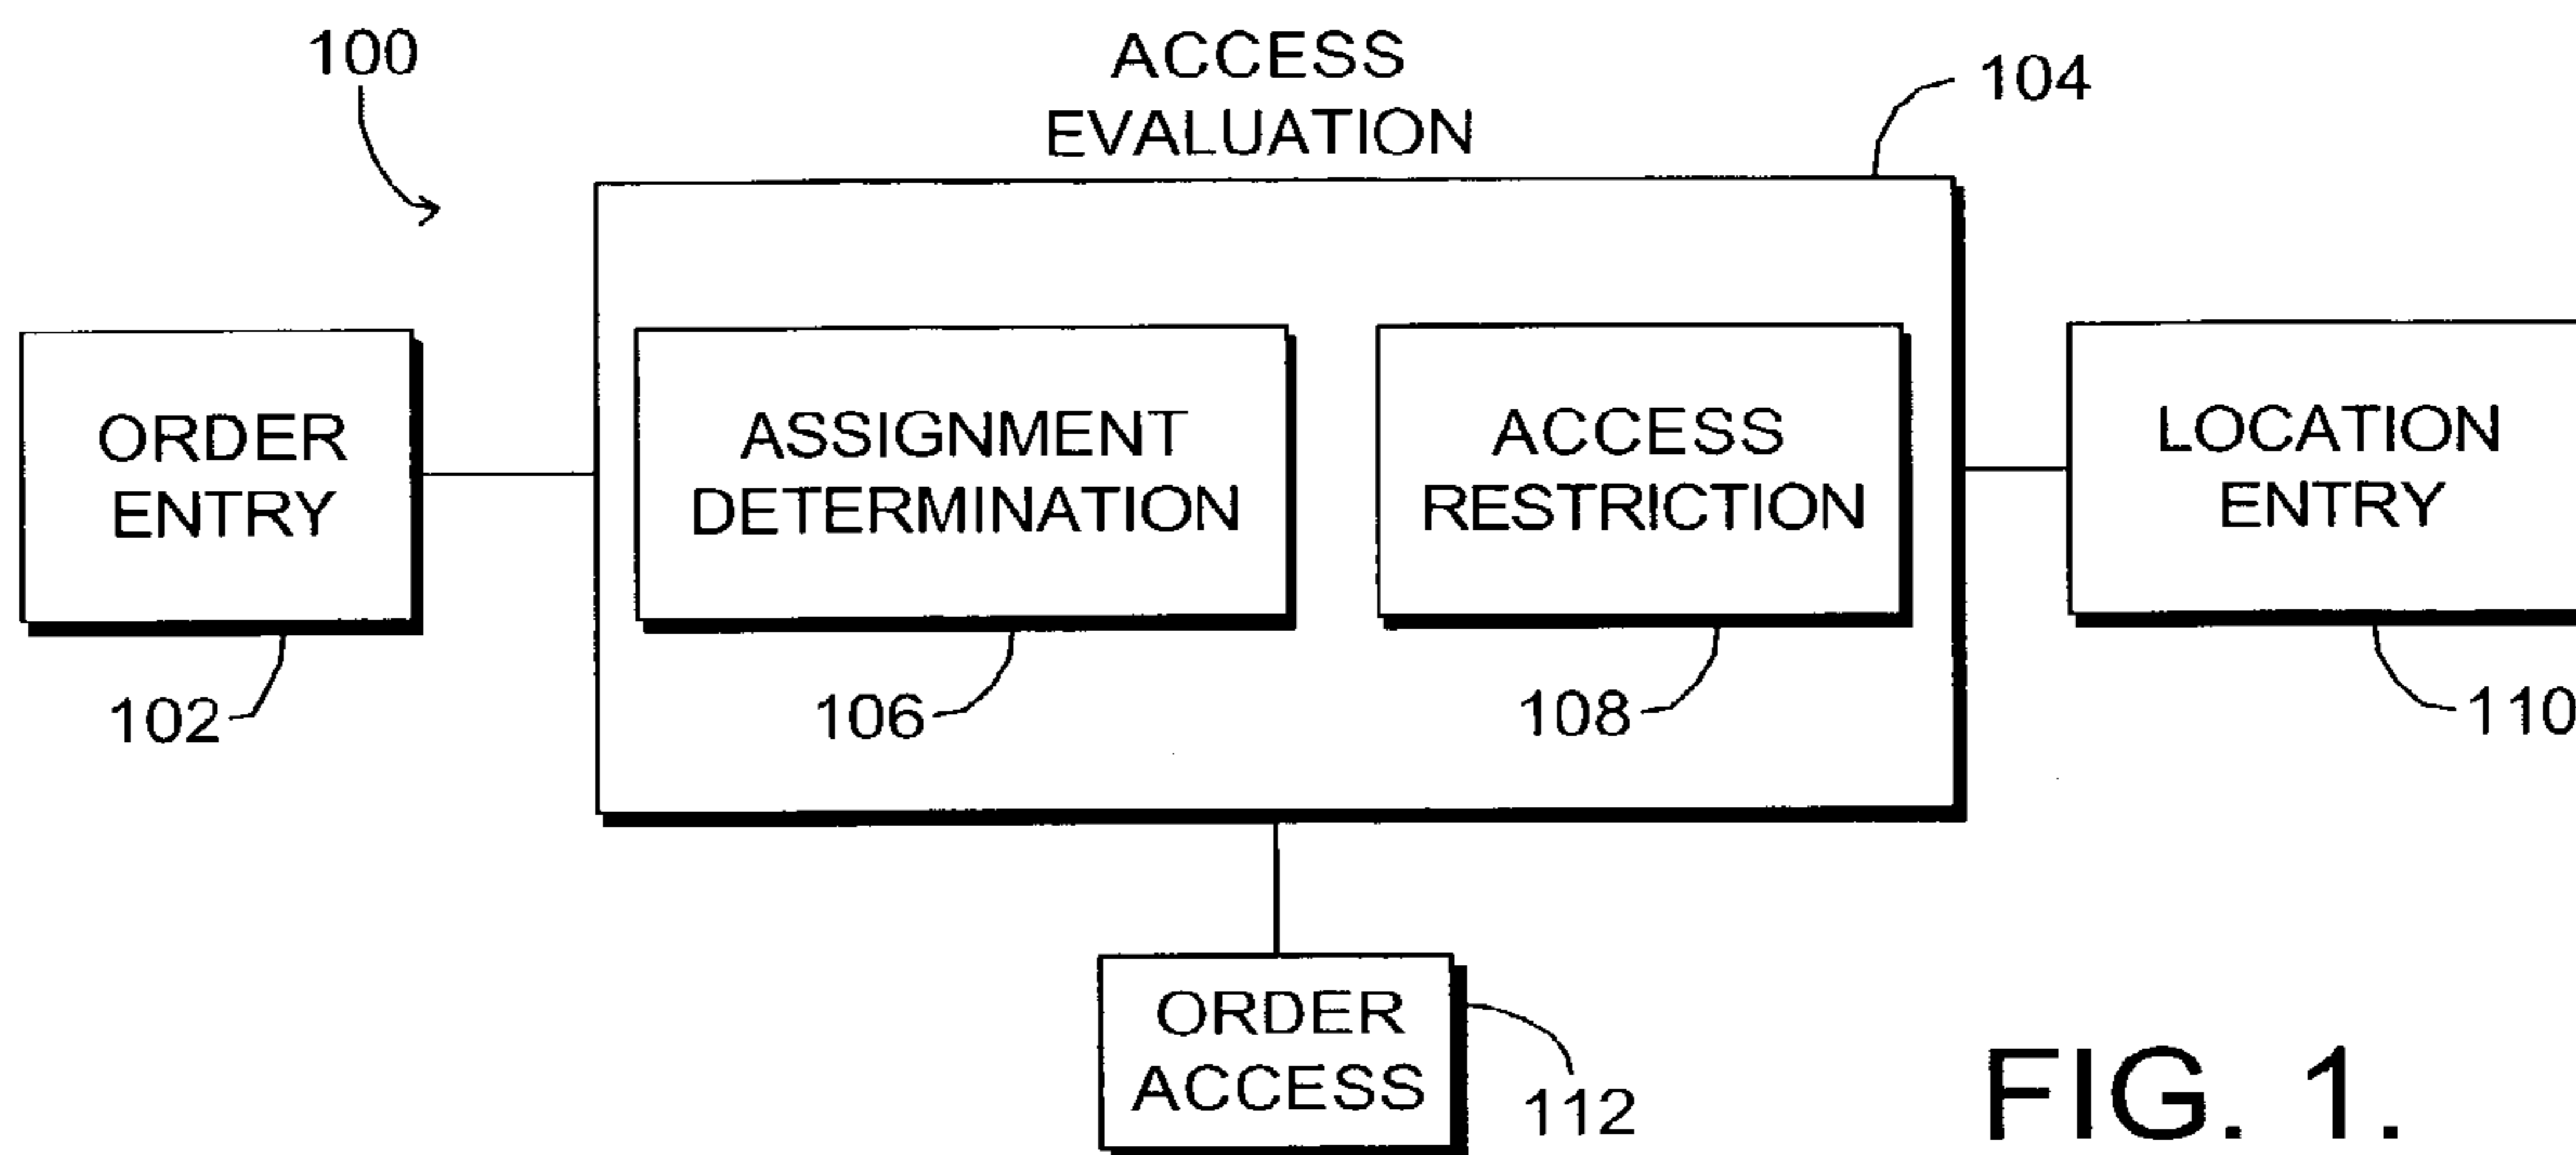 100
ACCESS
EVALUATION
104
ORDER
ENTRY
102
ASSIGNMENT
DETERMINATION
106
ACCESS
RESTRICTION
108
LOCATION
ENTRY
110
ORDER
ACCESS
112
FIG. 1.